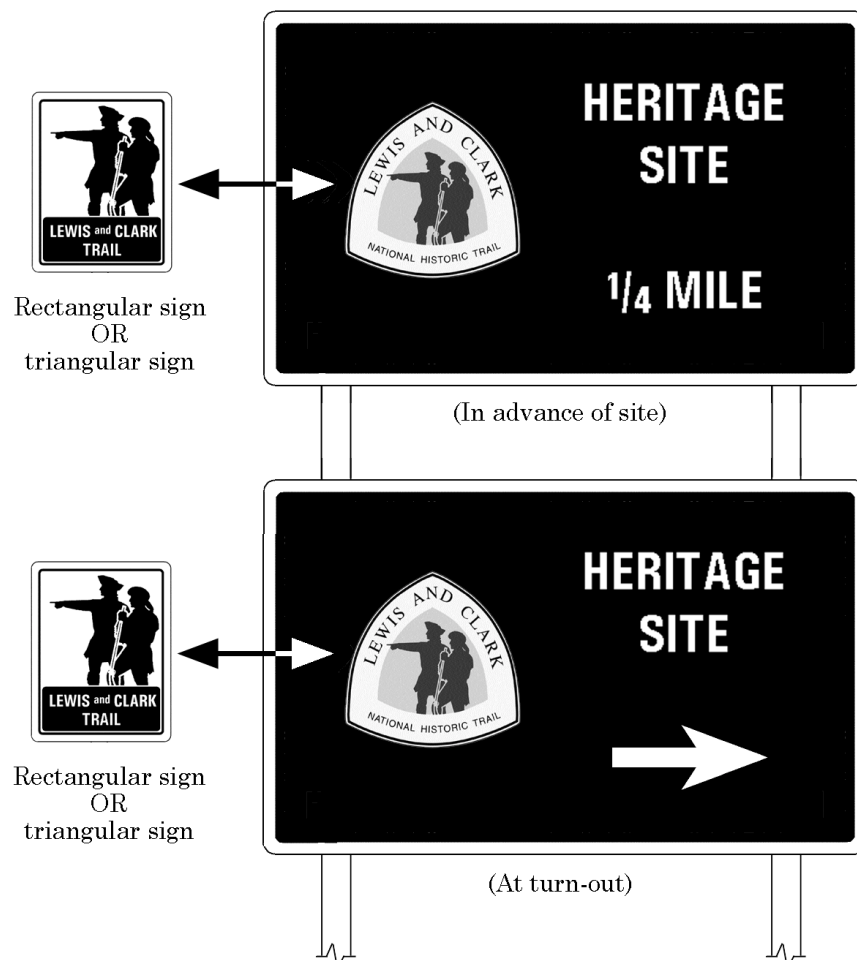 HERITAGE
SITE
LEWIS AND CLARK
NATIONAL HISTORIC TRAIL
1/4 MILE
LEWIS and CLARK
TRAIL
Rectangular sign
OR
triangular sign
(In advance of site)
HERITAGE
SITE
LEWIS AND CLARK
NATIONAL HISTORIC TRAIL
LEWIS and CLARK
TRAIL
Rectangular sign
OR
triangular sign
(At turn-out)